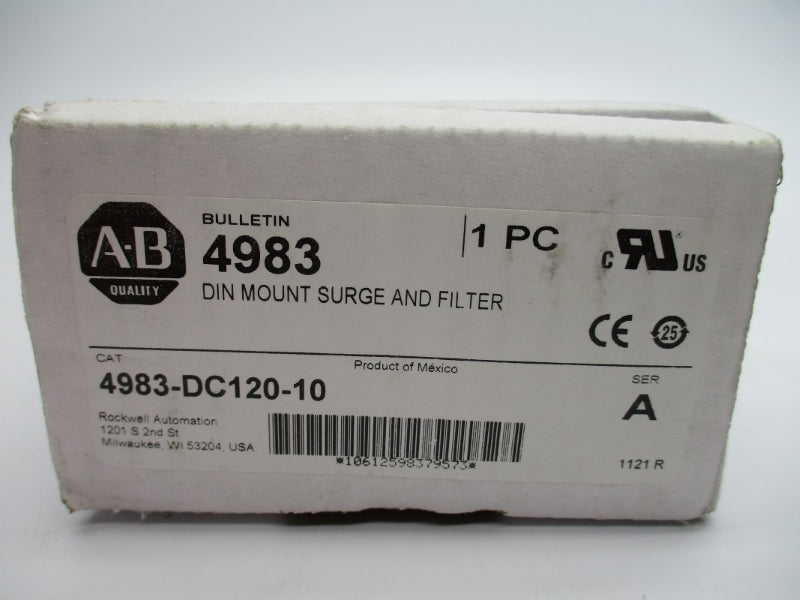 A·B
QUALITY
BULLETIN
4983
1 PC
DIN MOUNT SURGE AND FILTER
C RU ® US
CE 25
CAT
Product of México
SER
4983-DC120-10
A
Rockwell Automation
1201 S 2nd St
Milwaukee, WI 53204, USA
*10612598379573*
1121 R